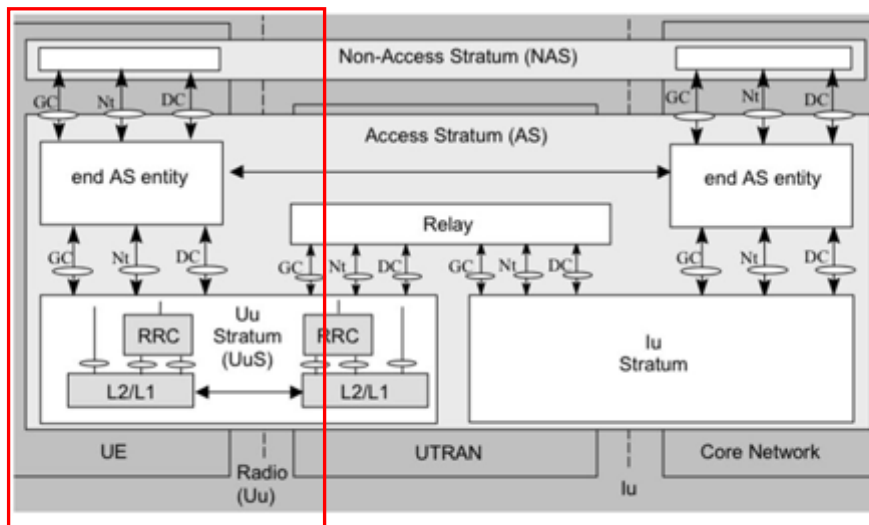 Non-Access Stratum (NAS)
GC Nt DC GC Nt DC
Access Stratum (AS)
end AS entity end AS entity
Relay
GC Nt DC GC Nt DC GC Nt DC GC Nt DC
RRC Uu RRC
Stratum
(UuS)
Iu
Stratum
L2/L1 L2/L1
UE UTRAN Core Network
Radio
(Uu)
Iu